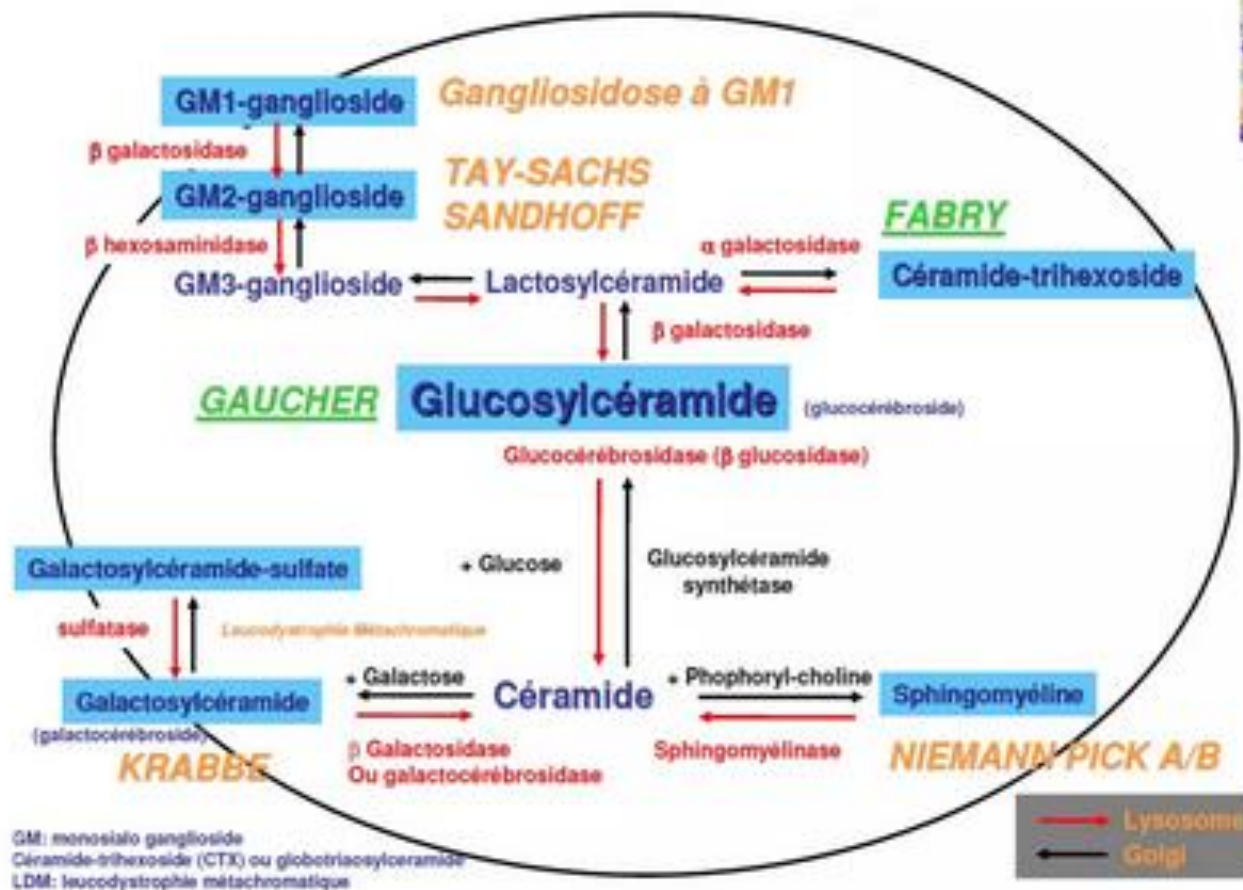 GM1-ganglioside
Gangliosidose à GM1
β galactosidase
GM2-ganglioside
TAY-SACHS
SANDHOFF
β hexosaminidase
FABRY
α galactosidase
GM3-ganglioside
Lactosylcéramide
Céramide-trihexoside
β galactosidase
GAUCHER
Glucosylcéramide
(glucocérébroside)
Glucocérébrosidase (β glucosidase)
+ Glucose
Glucosylcéramide
synthétase
Galactosylcéramide-sulfate
sulfatase
Leucodystrophie Métachromatique
+ Galactose
Céramide
+ Phophoryl-choline
Galactosylcéramide
Sphingomyéline
(galactocérébroside)
KRABBE
β Galactosidase
Ou galactocérébrosidase
Sphingomyélinase
NIEMANN PICK A/B
Lysosome
Golgi
GM: monosialo ganglioside
Céramide-trihexoside (CTX) ou globotriaosylceramide
LDM: leucodystrophie métachromatique